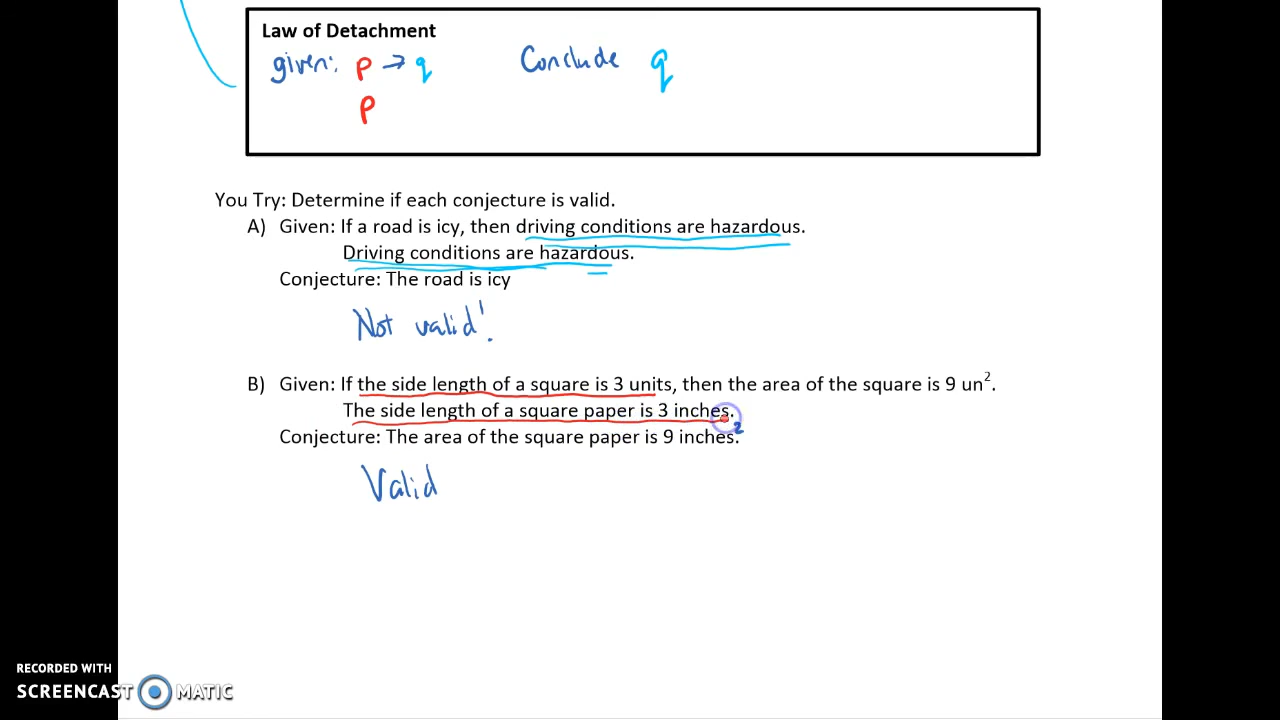 Law of Detachment
given: p → q Conclude q
p
You Try: Determine if each conjecture is valid.
A) Given: If a road is icy, then driving conditions are hazardous.
Driving conditions are hazardous.
Conjecture: The road is icy
Not valid!
B) Given: If the side length of a square is 3 units, then the area of the square is 9 un².
The side length of a square paper is 3 inches.
Conjecture: The area of the square paper is 9 inches.²
Valid
RECORDED WITH
SCREENCAST MATIC